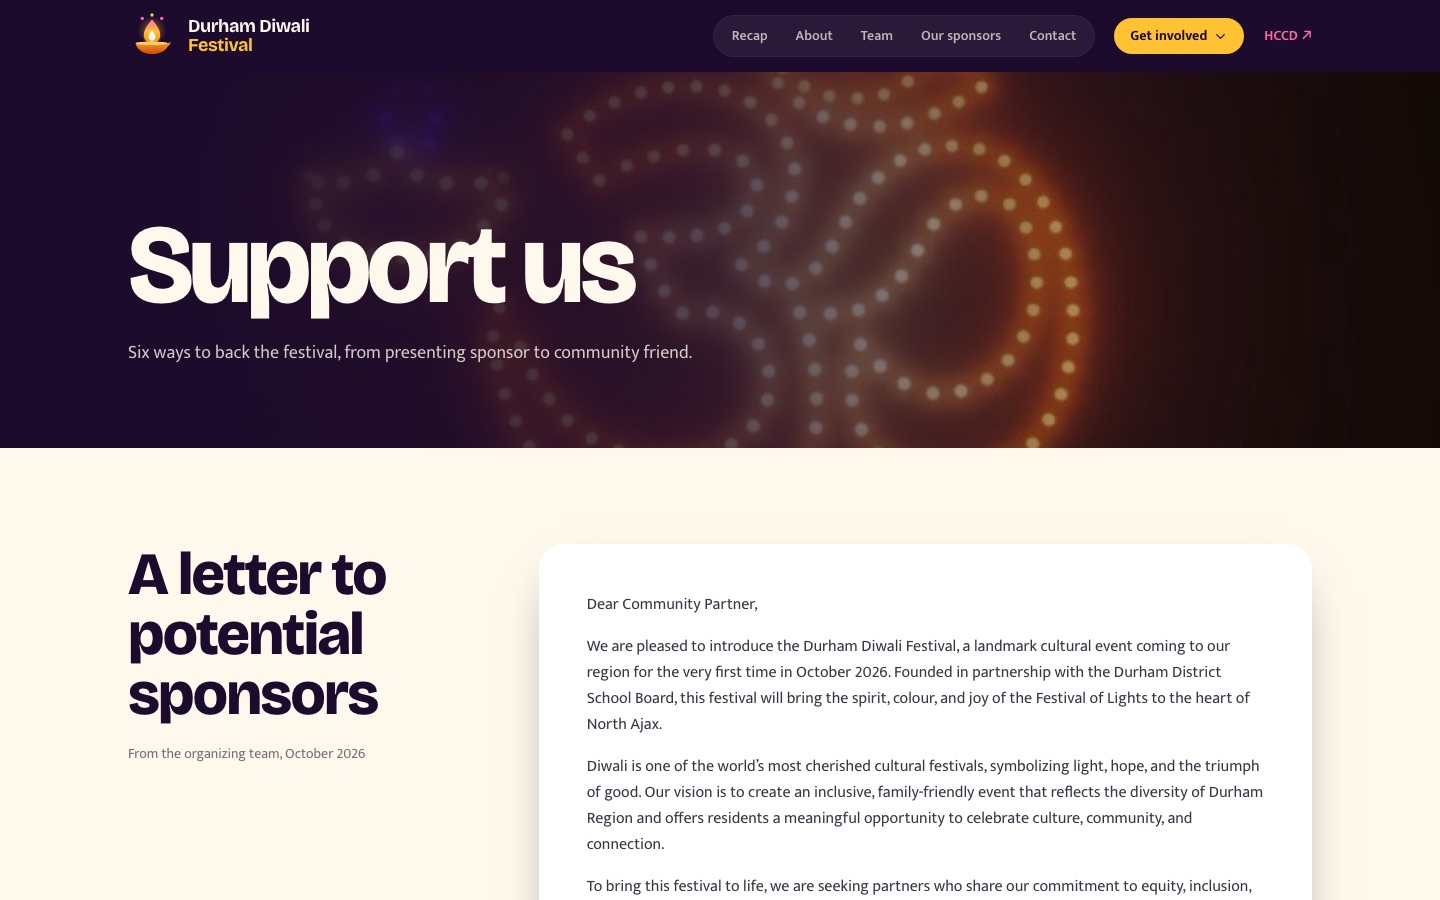 Durham Diwali
Festival
Recap
About
Team
Our sponsors
Contact
Get involved
HCCD ↗
Support us
Six ways to back the festival, from presenting sponsor to community friend.
A letter to
potential
sponsors
From the organizing team, October 2026
Dear Community Partner,
We are pleased to introduce the Durham Diwali Festival, a landmark cultural event coming to our
region for the very first time in October 2026. Founded in partnership with the Durham District
School Board, this festival will bring the spirit, colour, and joy of the Festival of Lights to the heart of
North Ajax.
Diwali is one of the world’s most cherished cultural festivals, symbolizing light, hope, and the triumph
of good. Our vision is to create an inclusive, family-friendly event that reflects the diversity of Durham
Region and offers residents a meaningful opportunity to celebrate culture, community, and
connection.
To bring this festival to life, we are seeking partners who share our commitment to equity, inclusion,